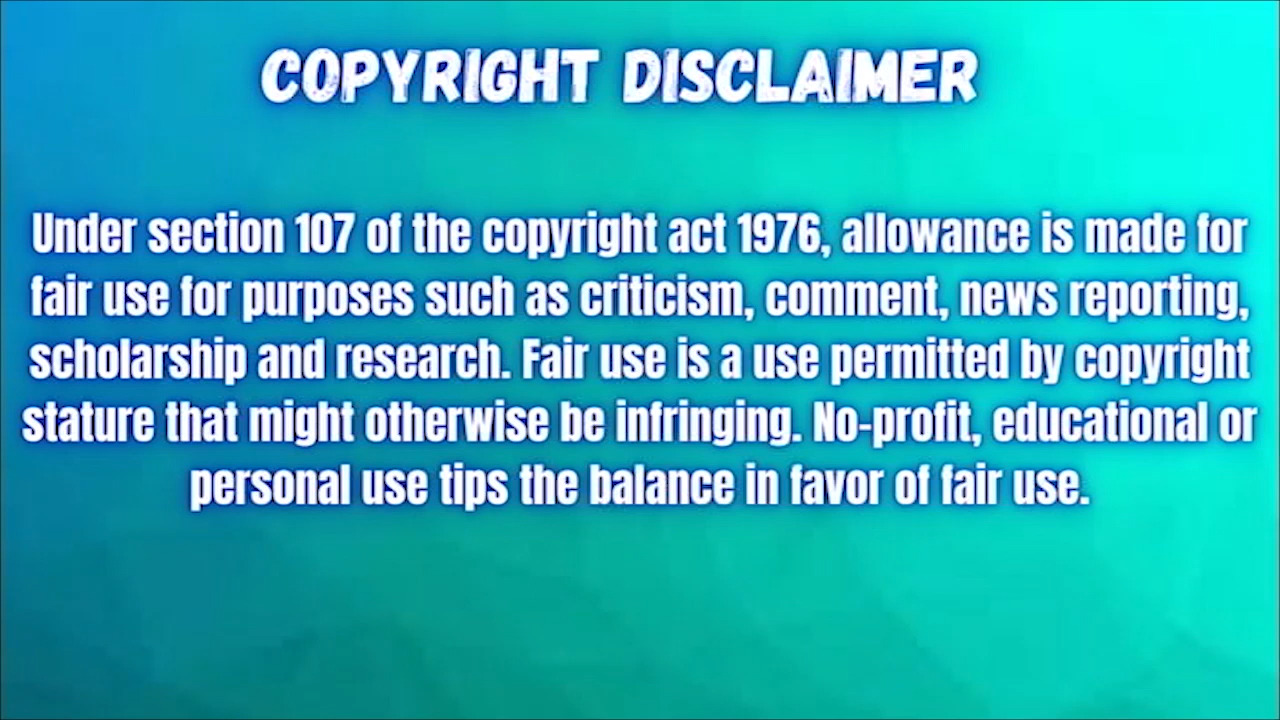 COPYRIGHT DISCLAIMER
Under section 107 of the copyright act 1976, allowance is made for
fair use for purposes such as criticism, comment, news reporting,
scholarship and research. Fair use is a use permitted by copyright
stature that might otherwise be infringing. No-profit, educational or
personal use tips the balance in favor of fair use.